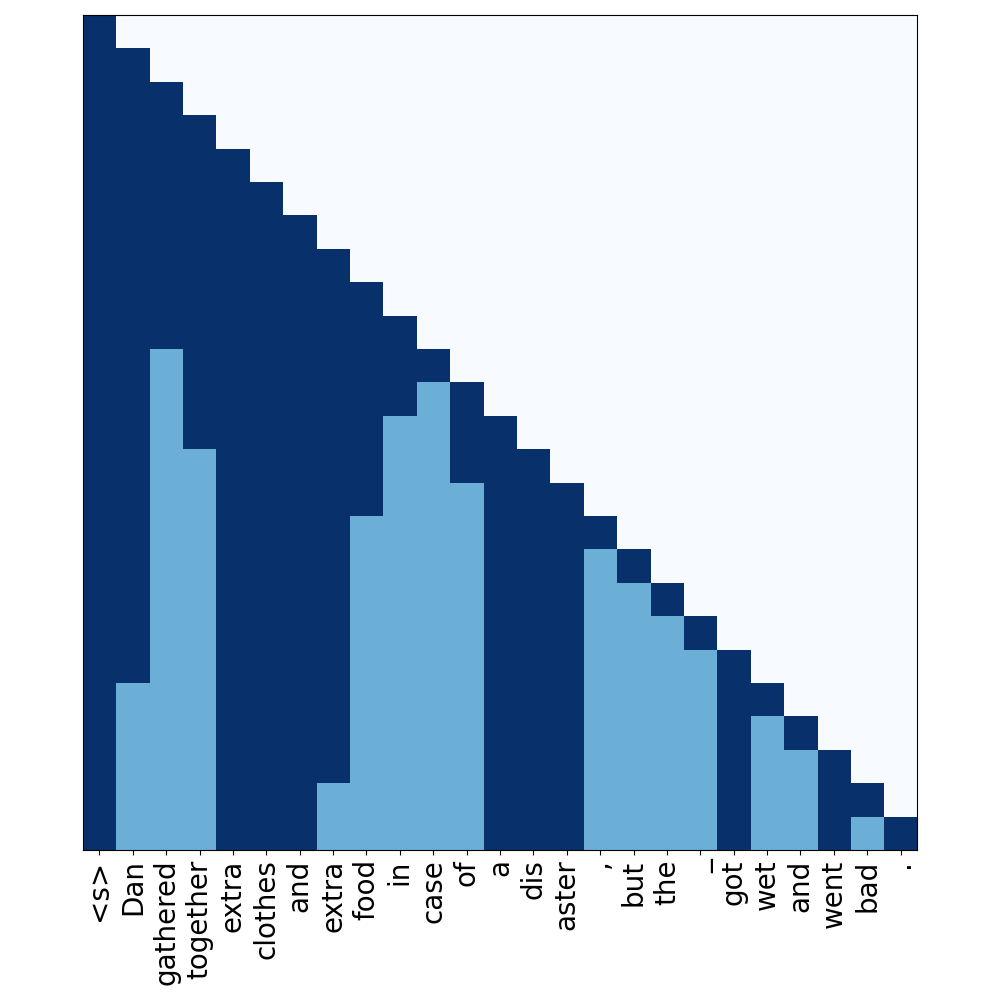 <s>
Dan
gathered
together
extra
clothes
and
extra
food
in
case
of
a
dis
aster
,
but
the
_
got
wet
and
went
bad
.